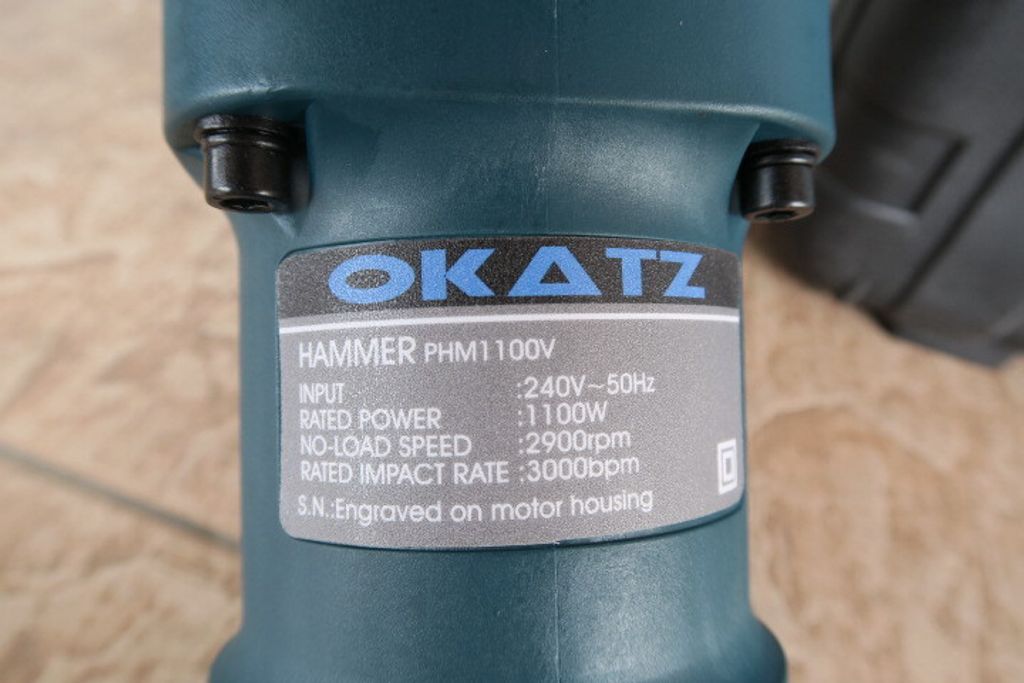 OKATZ
HAMMER PHM1100V
INPUT :240V~50Hz
RATED POWER :1100W
NO-LOAD SPEED :2900rpm
RATED IMPACT RATE :3000bpm
S.N.:Engraved on motor housing